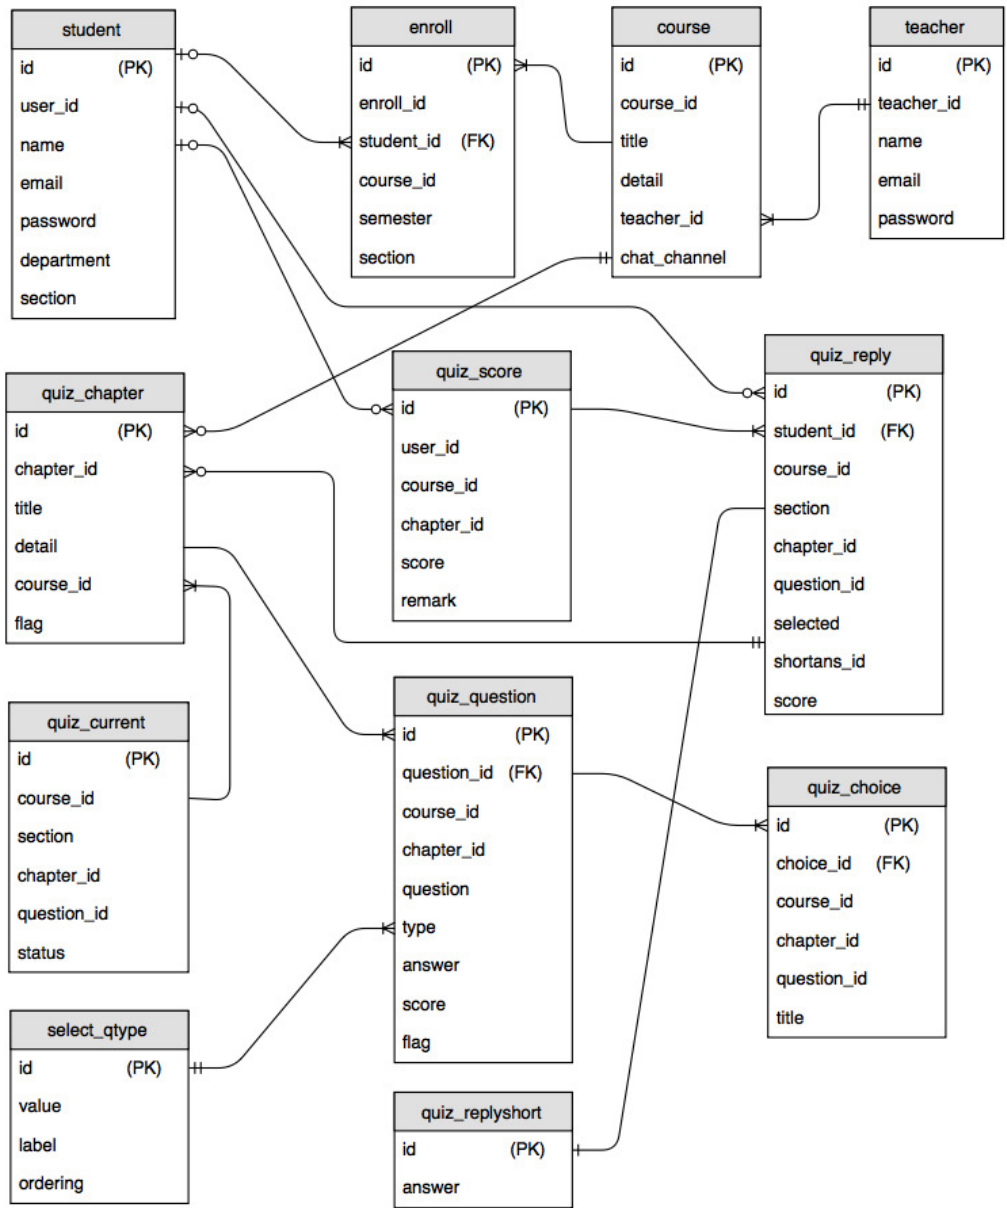 student
id (PK)
user_id
name
email
password
department
section
enroll
id (PK)
enroll_id
student_id (FK)
course_id
semester
section
course
id (PK)
course_id
title
detail
teacher_id
chat_channel
teacher
id (PK)
teacher_id
name
email
password
quiz_chapter
id (PK)
chapter_id
title
detail
course_id
flag
quiz_score
id (PK)
user_id
course_id
chapter_id
score
remark
quiz_reply
id (PK)
student_id (FK)
course_id
section
chapter_id
question_id
selected
shortans_id
score
quiz_current
id (PK)
course_id
section
chapter_id
question_id
status
quiz_question
id (PK)
question_id (FK)
course_id
chapter_id
question
type
answer
score
flag
quiz_choice
id (PK)
choice_id (FK)
course_id
chapter_id
question_id
title
select_qtype
id (PK)
value
label
ordering
quiz_replyshort
id (PK)
answer